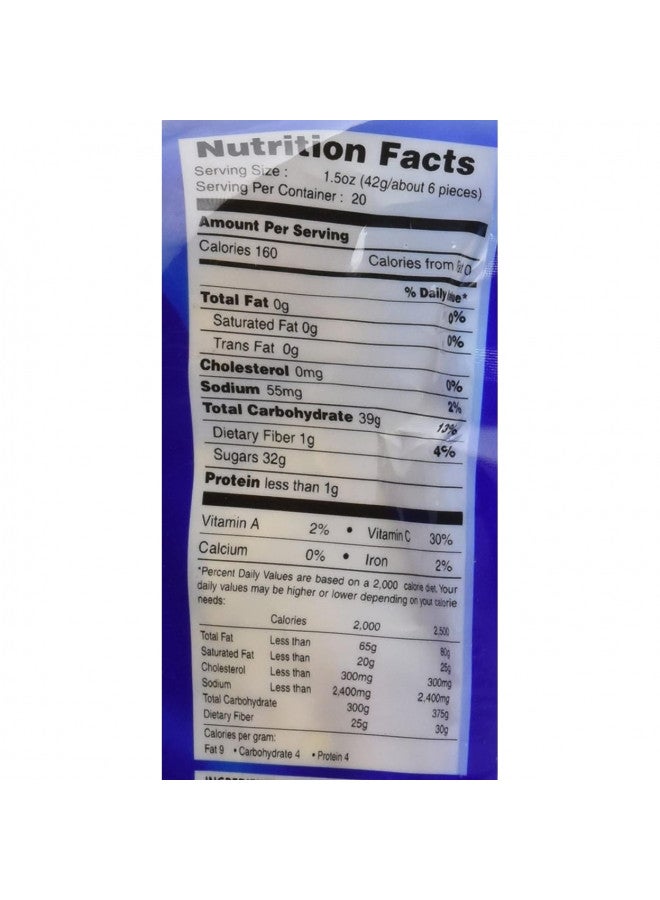 Nutrition Facts
Serving Size : 1.5oz (42g/about 6 pieces)
Serving Per Container : 20
Amount Per Serving
Calories 160 Calories from 0
% Daily
Total Fat 0g 0%
Saturated Fat 0g 0%
Trans Fat 0g
Cholesterol 0mg 0%
Sodium 55mg 2%
Total Carbohydrate 39g 13%
Dietary Fiber 1g 4%
Sugars 32g
Protein less than 1g
Vitamin A 2% • Vitamin C 30%
Calcium 0% • Iron 2%
*Percent Daily Values are based on a 2,000 calorie diet. Your
daily values may be higher or lower depending on your calorie
needs:
Calories 2,000 2,500
Total Fat Less than 65g 80g
Saturated Fat Less than 20g 25g
Cholesterol Less than 300mg 300mg
Sodium Less than 2,400mg 2,400mg
Total Carbohydrate 300g 375g
Dietary Fiber 25g 30g
Calories per gram:
Fat 9 • Carbohydrate 4 • Protein 4